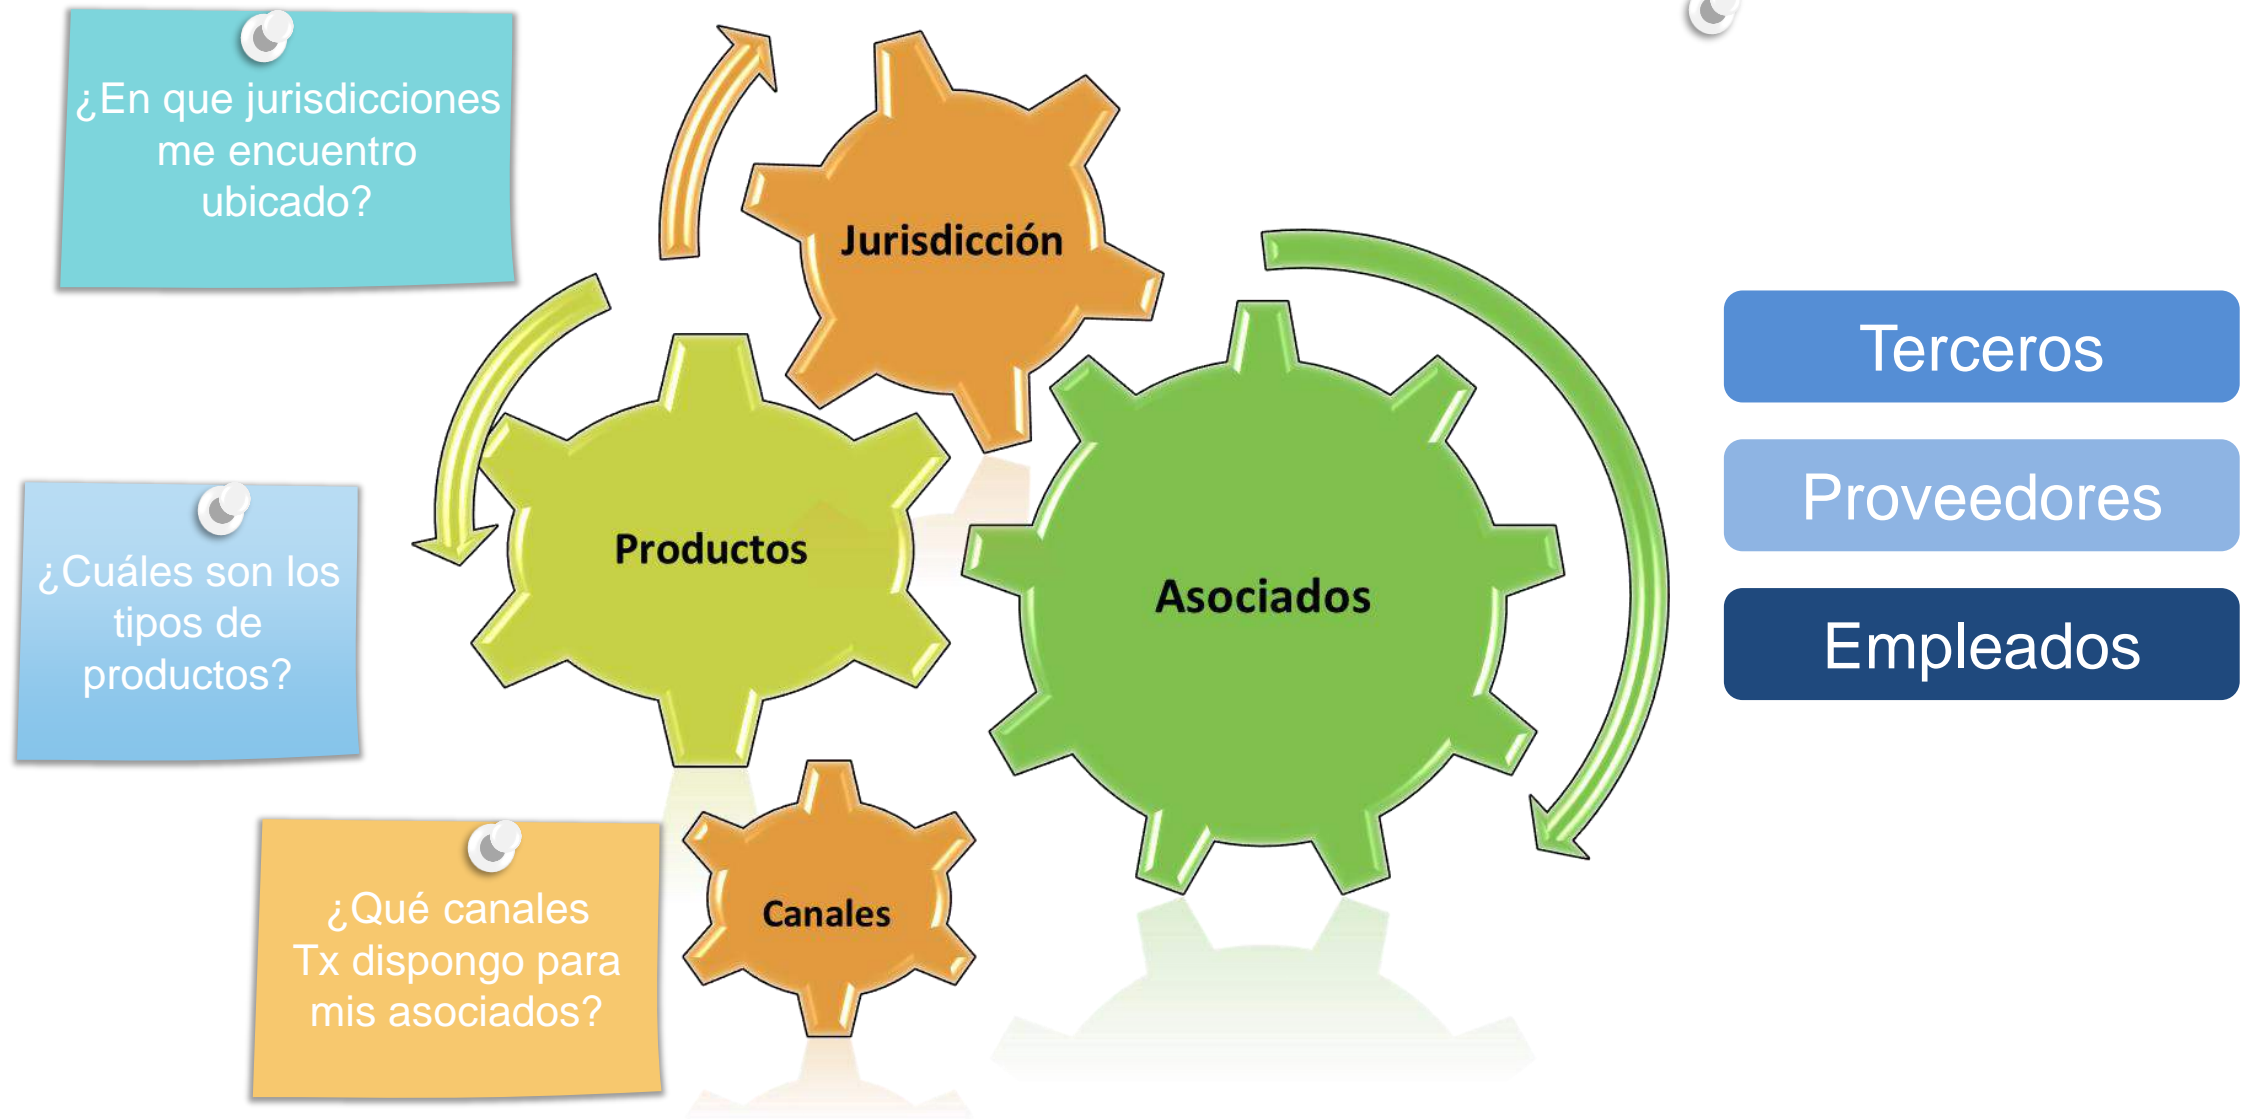 ¿En que jurisdicciones
me encuentro
ubicado?
Jurisdicción
Terceros
Proveedores
Empleados
Productos
Asociados
¿Cuáles son los
tipos de
productos?
¿Qué canales
Tx dispongo para
mis asociados?
Canales